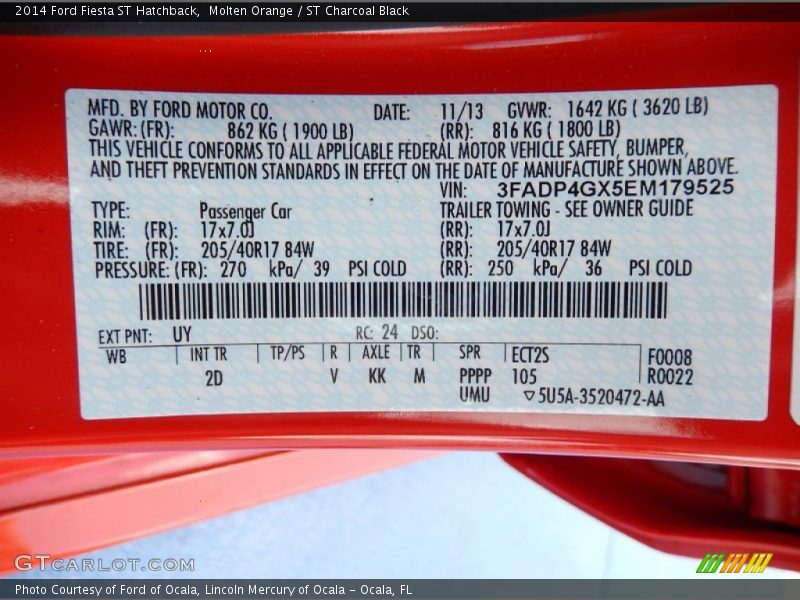 2014 Ford Fiesta ST Hatchback,  Molten Orange / ST Charcoal Black
MFD. BY FORD MOTOR CO. DATE: 11/13 GVWR: 1642 KG ( 3620 LB)
GAWR: (FR): 862 KG ( 1900 LB) (RR): 816 KG ( 1800 LB)
THIS VEHICLE CONFORMS TO ALL APPLICABLE FEDERAL MOTOR VEHICLE SAFETY, BUMPER,
AND THEFT PREVENTION STANDARDS IN EFFECT ON THE DATE OF MANUFACTURE SHOWN ABOVE.
VIN: 3FADP4GX5EM179525
TYPE: Passenger Car TRAILER TOWING - SEE OWNER GUIDE
RIM: (FR): 17x7.0J (RR): 17x7.0J
TIRE: (FR): 205/40R17 84W (RR): 205/40R17 84W
PRESSURE: (FR): 270 kPa/ 39 PSI COLD (RR): 250 kPa/ 36 PSI COLD
EXT PNT: UY RC: 24 DSO:
WB INT TR TP/PS R AXLE TR SPR ECT2S F0008
2D V KK M PPPP 105 R0022
UMU ▽5U5A-3520472-AA
GTCARLOT.COM
Photo Courtesy of Ford of Ocala, Lincoln Mercury of Ocala - Ocala, FL